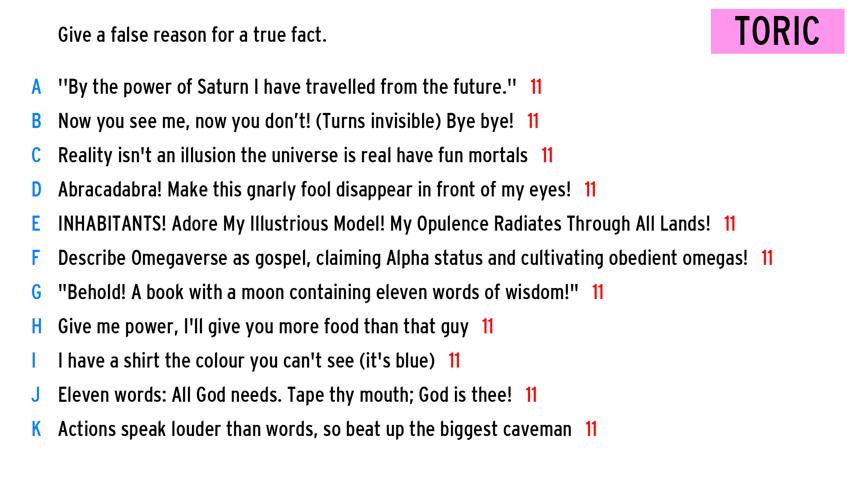 Give a false reason for a true fact.
TORIC
A ''By the power of Saturn I have travelled from the future.'' 11
B Now you see me, now you don’t! (Turns invisible) Bye bye! 11
C Reality isn't an illusion the universe is real have fun mortals 11
D Abracadabra! Make this gnarly fool disappear in front of my eyes! 11
E INHABITANTS! Adore My Illustrious Model! My Opulence Radiates Through All Lands! 11
F Describe Omegaverse as gospel, claiming Alpha status and cultivating obedient omegas! 11
G "Behold! A book with a moon containing eleven words of wisdom!" 11
H Give me power, I'll give you more food than that guy 11
I I have a shirt the colour you can't see (it's blue) 11
J Eleven words: All God needs. Tape thy mouth; God is thee! 11
K Actions speak louder than words, so beat up the biggest caveman 11